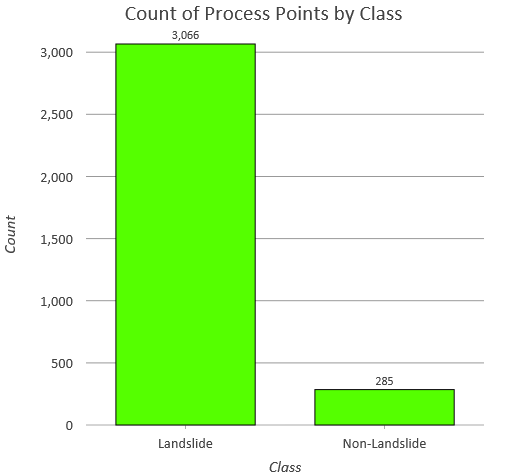 Count of Process Points by Class
3,066
3,000
2,500
2,000
1,500
1,000
500
0
285
Count
Landslide
Non-Landslide
Class